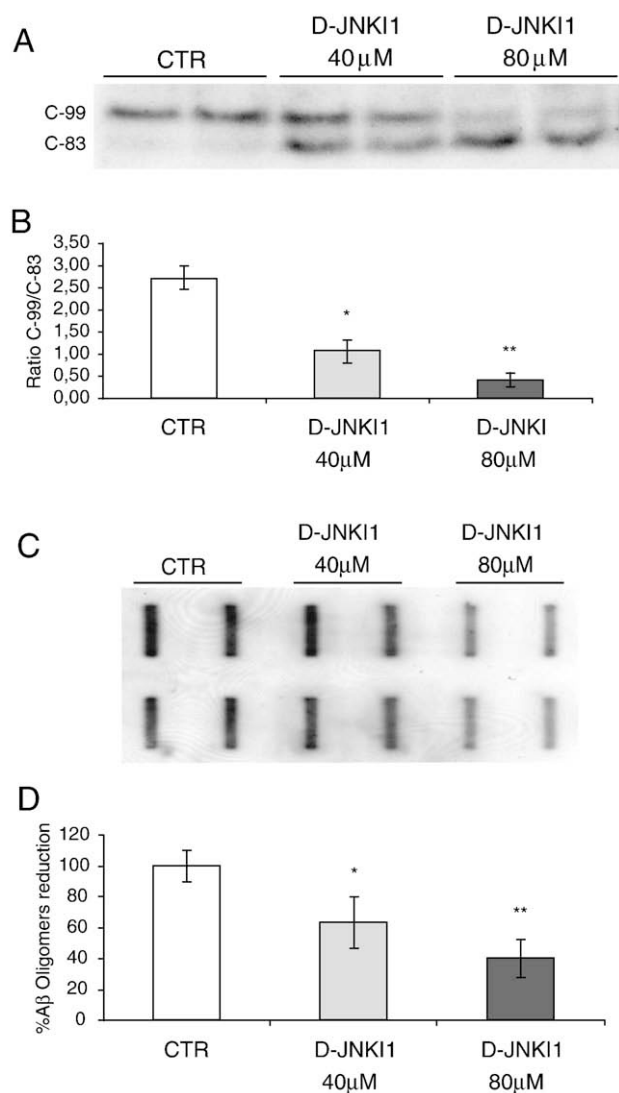 A
CTR
D-JNKI1
40μM
D-JNKI1
80μM
C-99
C-83
B
Ratio C-99/C-83
3,50
3,00
2,50
2,00
1,50
1,00
0,50
0,00
*
**
CTR
D-JNKI1
40μM
D-JNKI
80μM
C
CTR
D-JNKI1
40μM
D-JNKI1
80μM
D
%Aβ Oligomers reduction
120
100
80
60
40
20
0
*
**
CTR
D-JNKI1
40μM
D-JNKI1
80μM